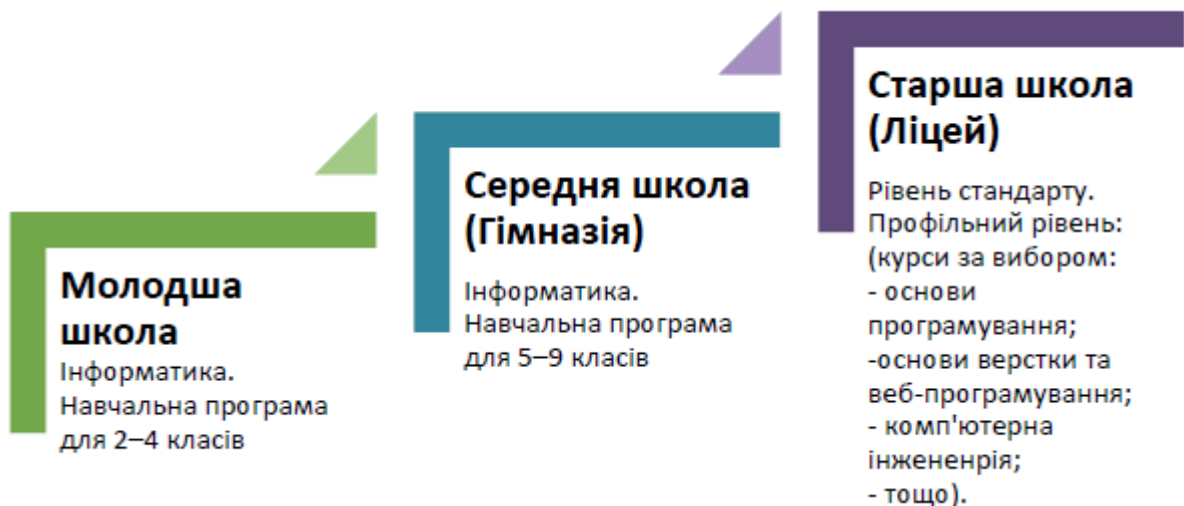 Молодша
школа
Інформатика.
Навчальна програма
для 2–4 класів
Середня школа
(Гімназія)
Інформатика.
Навчальна програма
для 5–9 класів
Старша школа
(Ліцей)
Рівень стандарту.
Профільний рівень:
(курси за вибором:
- основи
програмування;
-основи верстки та
веб-програмування;
- комп'ютерна
інжененрія;
- тощо).